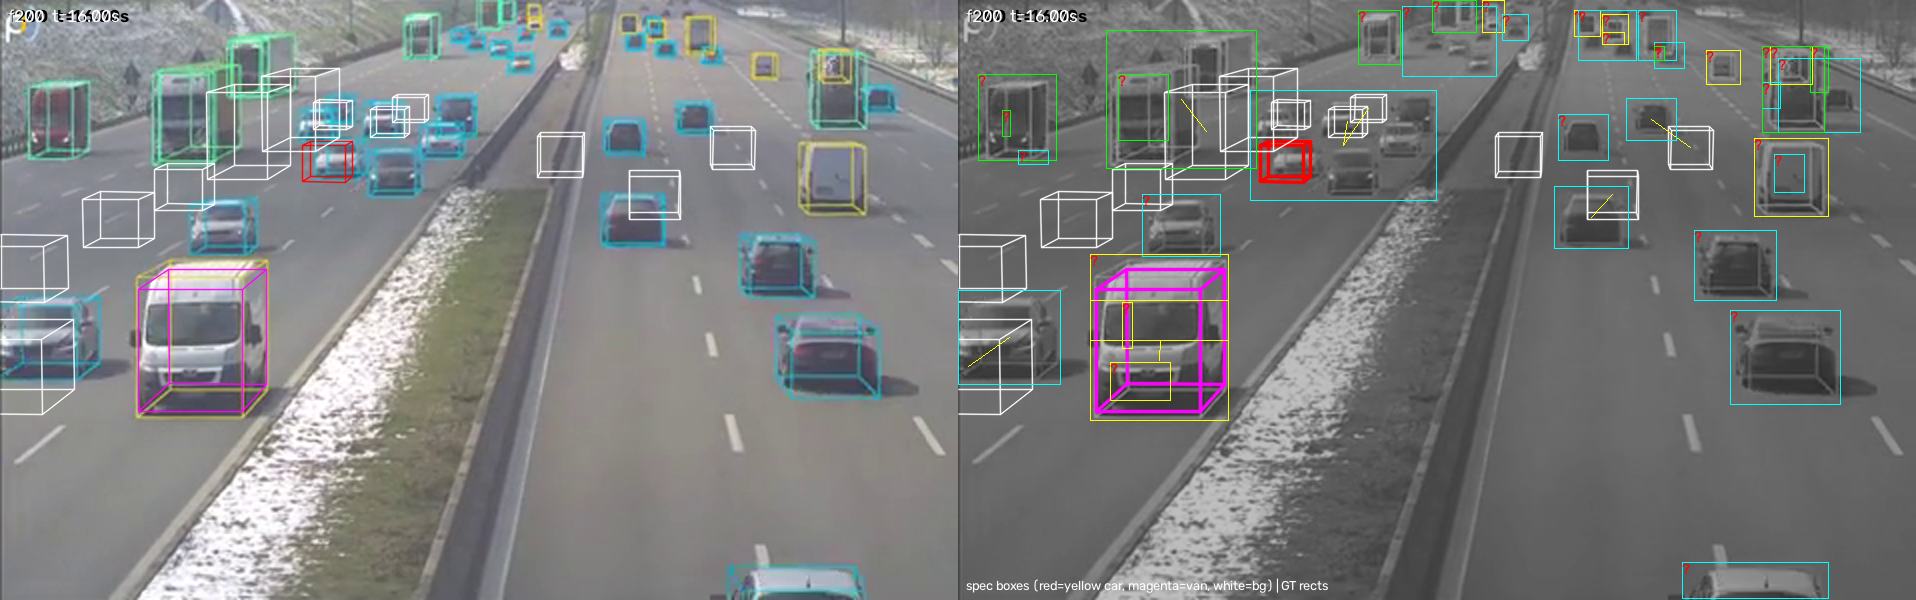 f200 t=16.00s
f200 t=16.00s
spec boxes (red=yellow car, magenta=van, white=bg) | GT rects